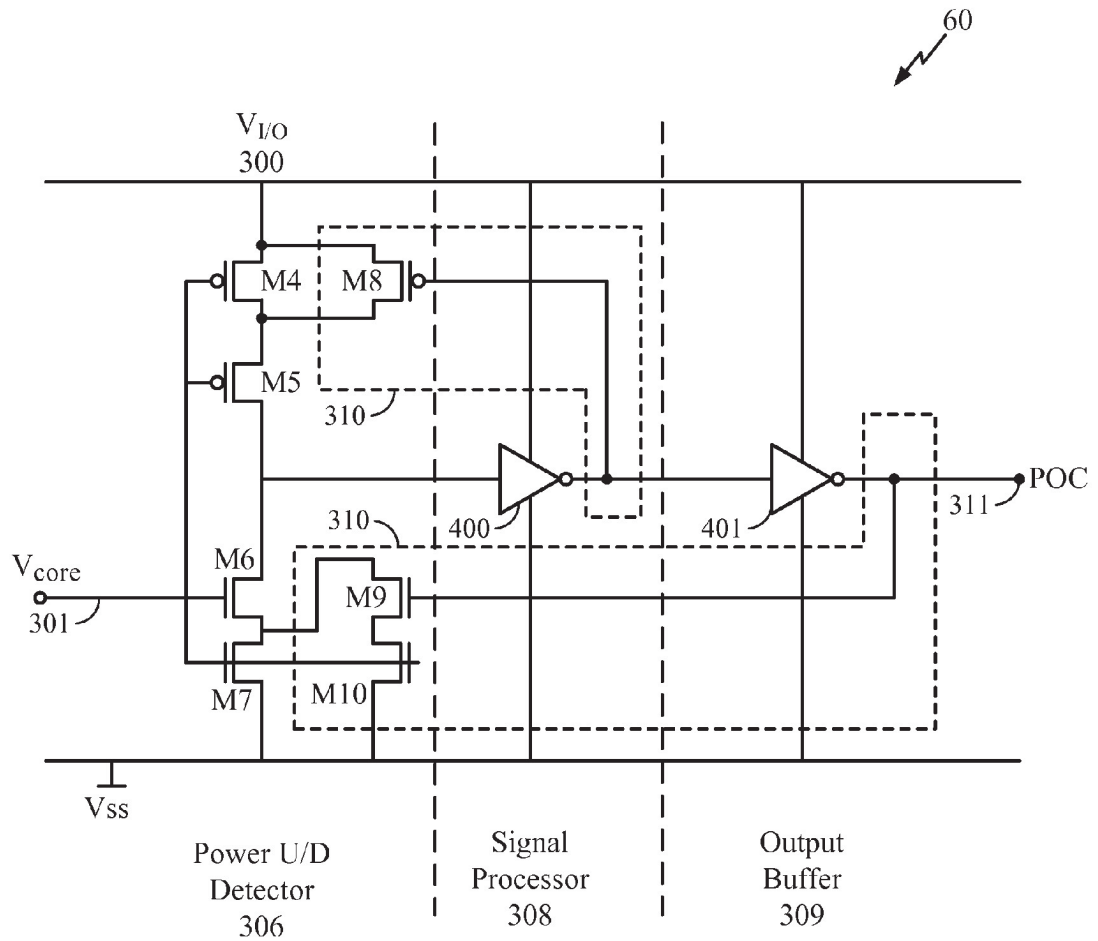 60
V_I/O
300
M4
M8
M5
310
400
401
POC
311
310
Vcore
301
M6
M9
M7
M10
Vss
Power U/D
Detector
306
Signal
Processor
308
Output
Buffer
309